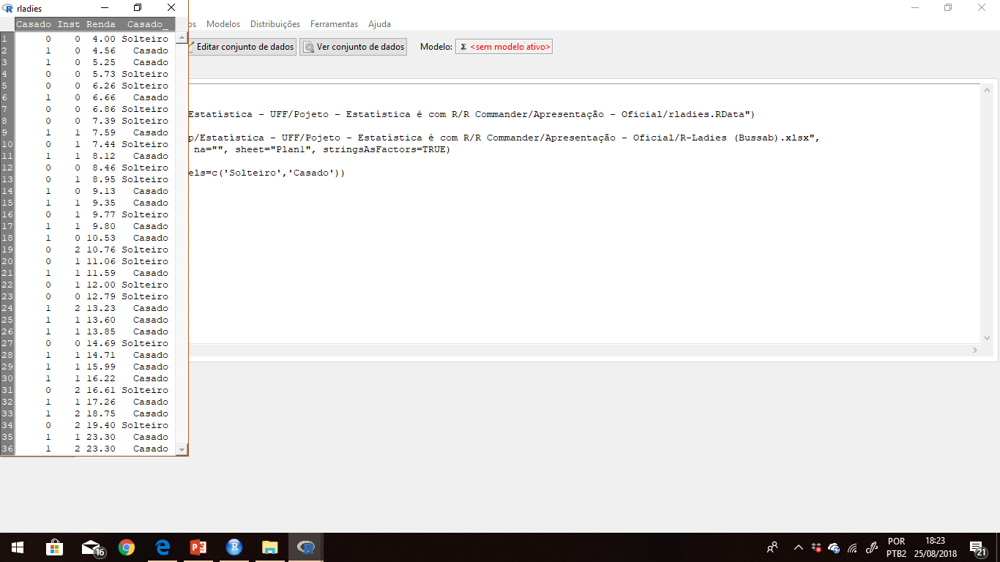 rladies
os Modelos Distribuições Ferramentas Ajuda
Editar conjunto de dados Ver conjunto de dados Modelo: Σ <sem modelo ativo>
Casado Inst Renda Casado_
1 0 0 4.00 Solteiro
2 1 0 4.56 Casado
3 1 0 5.25 Casado
4 0 0 5.73 Solteiro
5 0 0 6.26 Solteiro
6 1 0 6.66 Casado
7 0 0 6.86 Solteiro
8 0 0 7.39 Solteiro
9 1 1 7.59 Casado
10 0 1 7.44 Solteiro
11 1 1 8.12 Casado
12 0 0 8.46 Solteiro
13 0 1 8.95 Solteiro
14 1 0 9.13 Casado
15 1 1 9.35 Casado
16 0 1 9.77 Solteiro
17 1 1 9.80 Casado
18 1 0 10.53 Casado
19 0 2 10.76 Solteiro
20 0 1 11.06 Solteiro
21 1 1 11.59 Casado
22 0 1 12.00 Solteiro
23 0 0 12.79 Solteiro
24 1 2 13.23 Casado
25 1 1 13.60 Casado
26 1 1 13.85 Casado
27 0 0 14.69 Solteiro
28 1 1 14.71 Casado
29 1 1 15.99 Casado
30 1 1 16.22 Casado
31 0 2 16.61 Solteiro
32 1 1 17.26 Casado
33 1 2 18.75 Casado
34 0 2 19.40 Solteiro
35 1 1 23.30 Casado
36 1 2 23.30 Casado
Estatística - UFF/Pojeto - Estatística é com R/R Commander/Apresentação - Oficial/rladies.RData")
p/Estatística - UFF/Pojeto - Estatística é com R/R Commander/Apresentação - Oficial/R-Ladies (Bussab).xlsx",
na="", sheet="Plan1", stringsAsFactors=TRUE)
els=c('Solteiro','Casado'))
16
POR 18:23
PTB2 25/08/2018
21